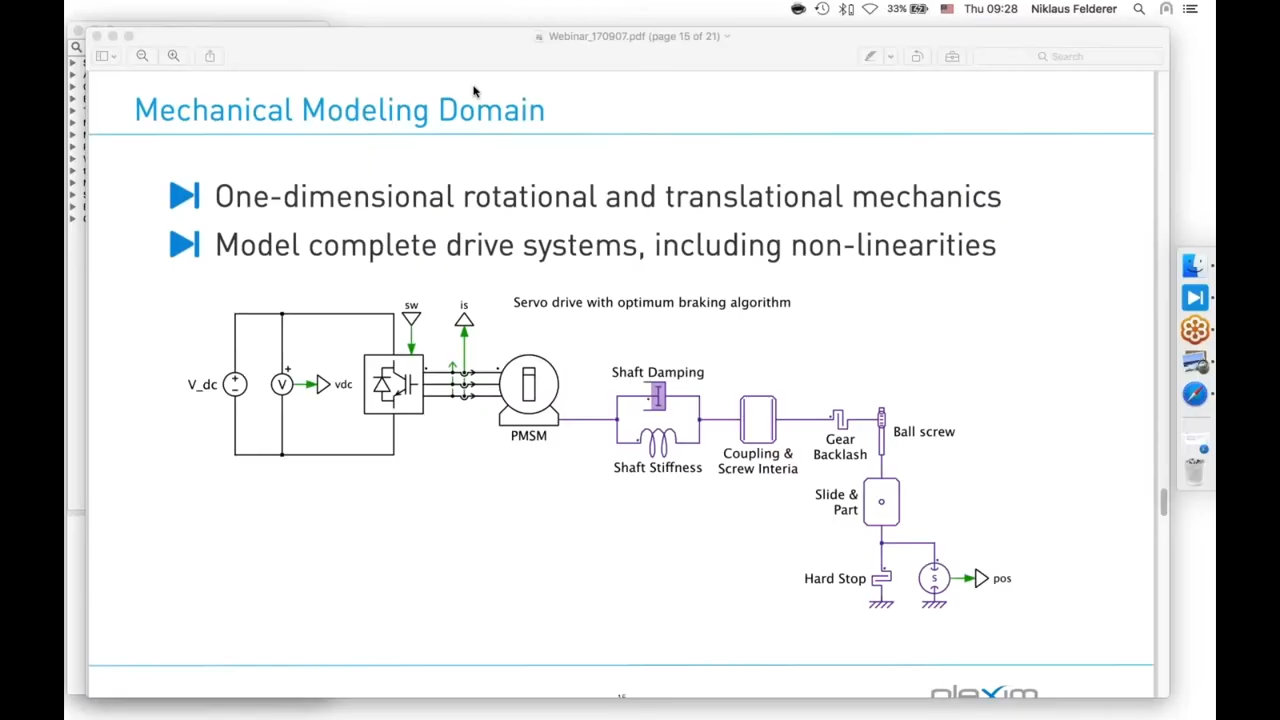 33%
Thu 09:28
Niklaus Felderer
Webinar_170907.pdf (page 15 of 21)
Search
Mechanical Modeling Domain
One-dimensional rotational and translational mechanics
Model complete drive systems, including non-linearities
Servo drive with optimum braking algorithm
sw
is
V_dc
V
vdc
PMSM
Shaft Damping
Shaft Stiffness
Coupling &
Screw Interia
Gear
Backlash
Ball screw
Slide &
Part
Hard Stop
S
pos
plexim